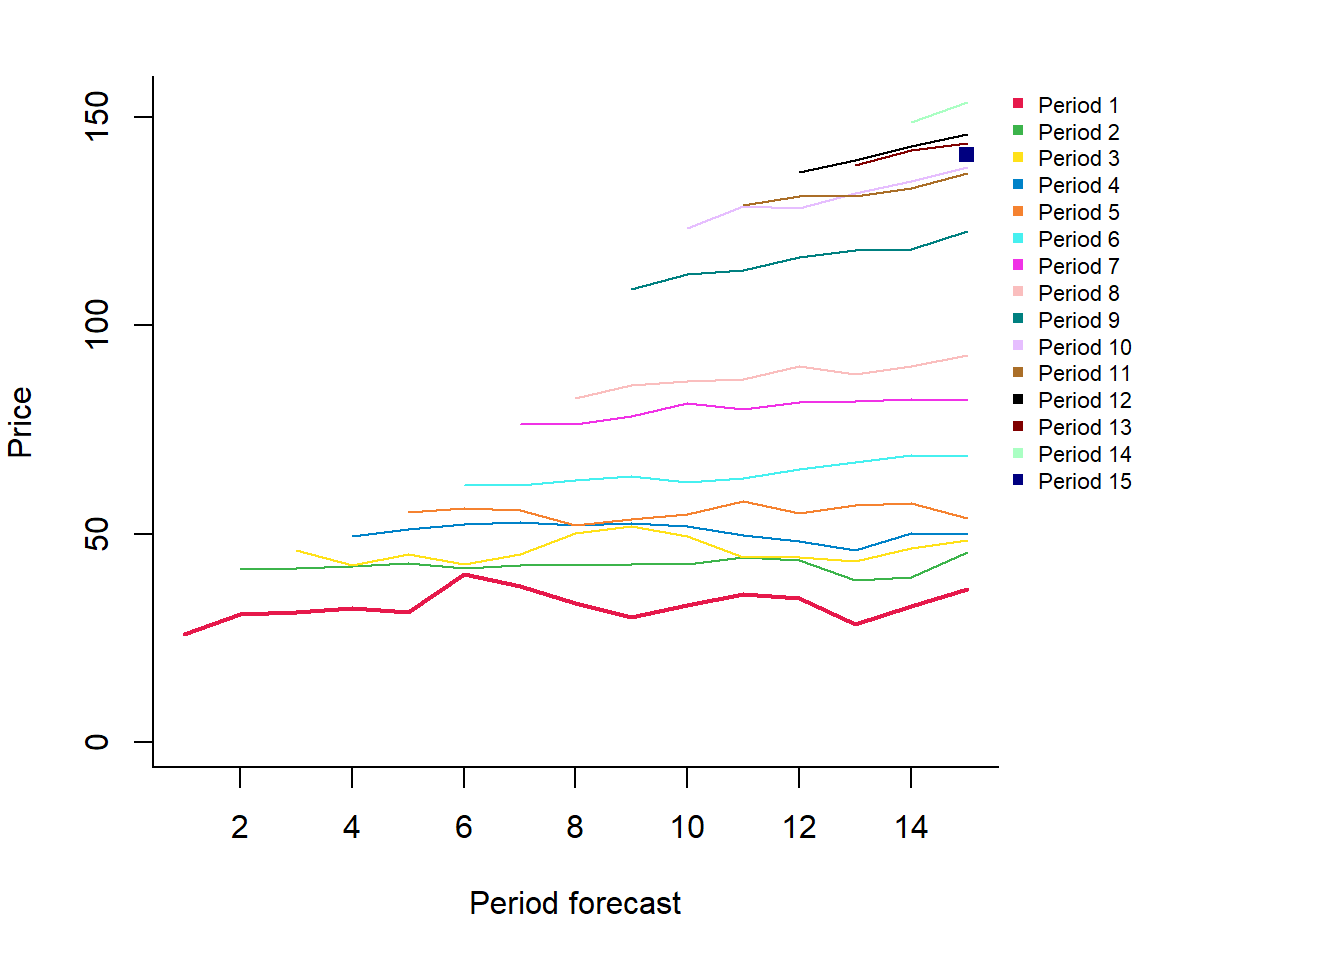 Price
150
100
50
0
2 4 6 8 10 12 14
Period forecast
Period 1
Period 2
Period 3
Period 4
Period 5
Period 6
Period 7
Period 8
Period 9
Period 10
Period 11
Period 12
Period 13
Period 14
Period 15